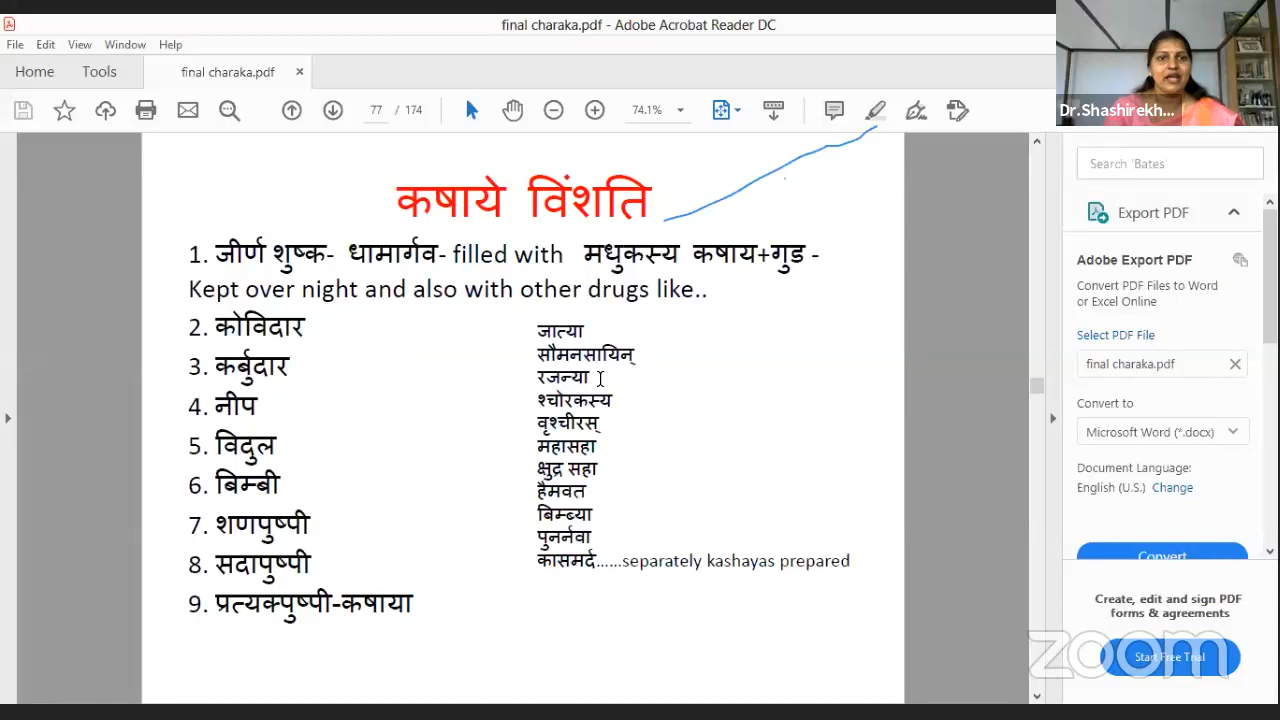 final charaka.pdf - Adobe Acrobat Reader DC
File Edit View Window Help
Home Tools final charaka.pdf ×
77 / 174 74.1%
Dr.Shashirekh...
कषाये विंशति
1. जीर्ण शुष्क- धामार्गव- filled with मधुकस्य कषाय+गुड -
Kept over night and also with other drugs like..
2. कोविदार
3. कर्बुदार
4. नीप
5. विदुल
6. बिम्बी
7. शणपुष्पी
8. सदापुष्पी
9. प्रत्यक्पुष्पी-कषाया
जात्या
सौमनसायिन्
रजन्या
श्चोरकस्य
वृश्चीरस्
महासहा
क्षुद्र सहा
हैमवत
बिम्ब्या
पुनर्नवा
कासमर्द......separately kashayas prepared
Search 'Bates'
Export PDF
Adobe Export PDF
Convert PDF Files to Word
or Excel Online
Select PDF File
final charaka.pdf
Convert to
Microsoft Word (*.docx)
Document Language:
English (U.S.) Change
Convert
Create, edit and sign PDF
forms & agreements
Start Free Trial
zoom